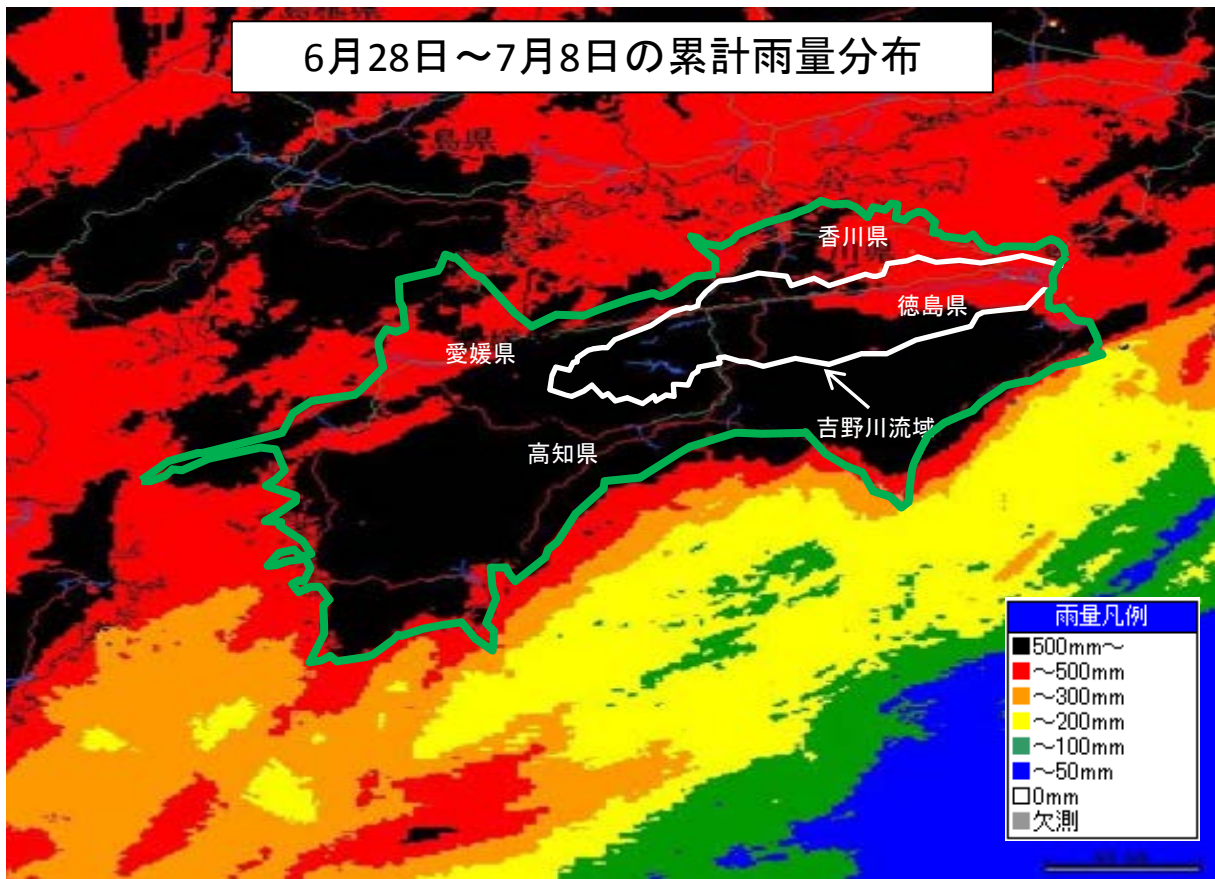 6月28日～7月8日の累計雨量分布
島県
香川県
徳島県
愛媛県
吉野川流域
高知県
雨量凡例
500mm～
～500mm
～300mm
～200mm
～100mm
～50mm
0mm
欠測